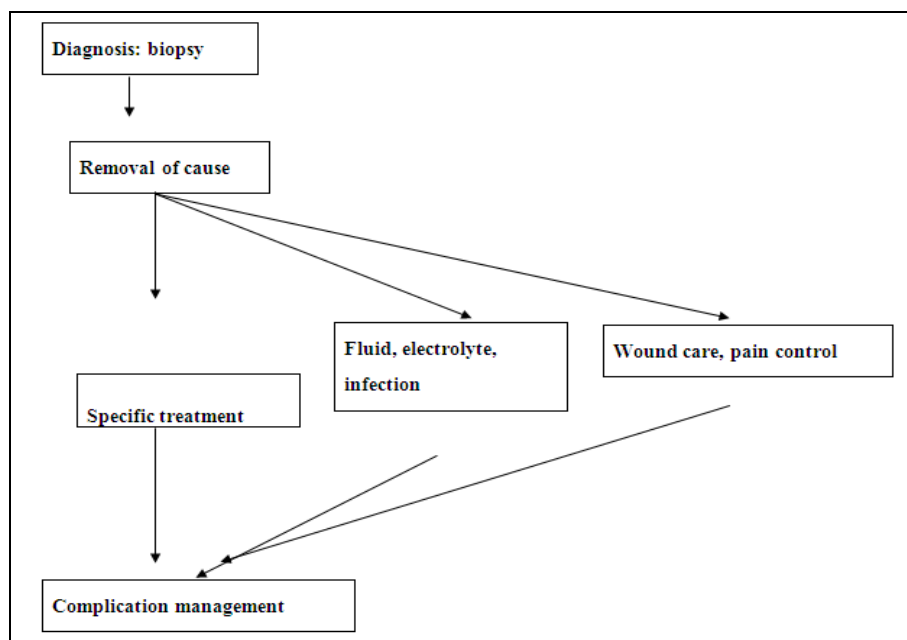 Diagnosis: biopsy
Removal of cause
Fluid, electrolyte,
infection
Wound care, pain control
Specific treatment
Complication management